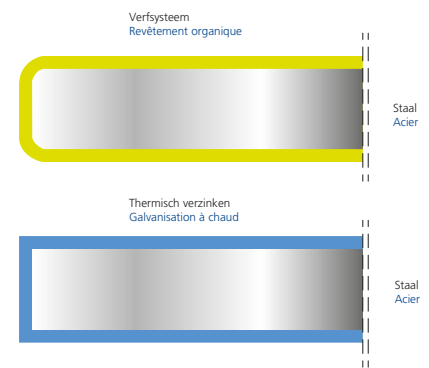 Verfsysteem
Revêtement organique
Staal
Acier
Thermisch verzinken
Galvanisation à chaud
Staal
Acier